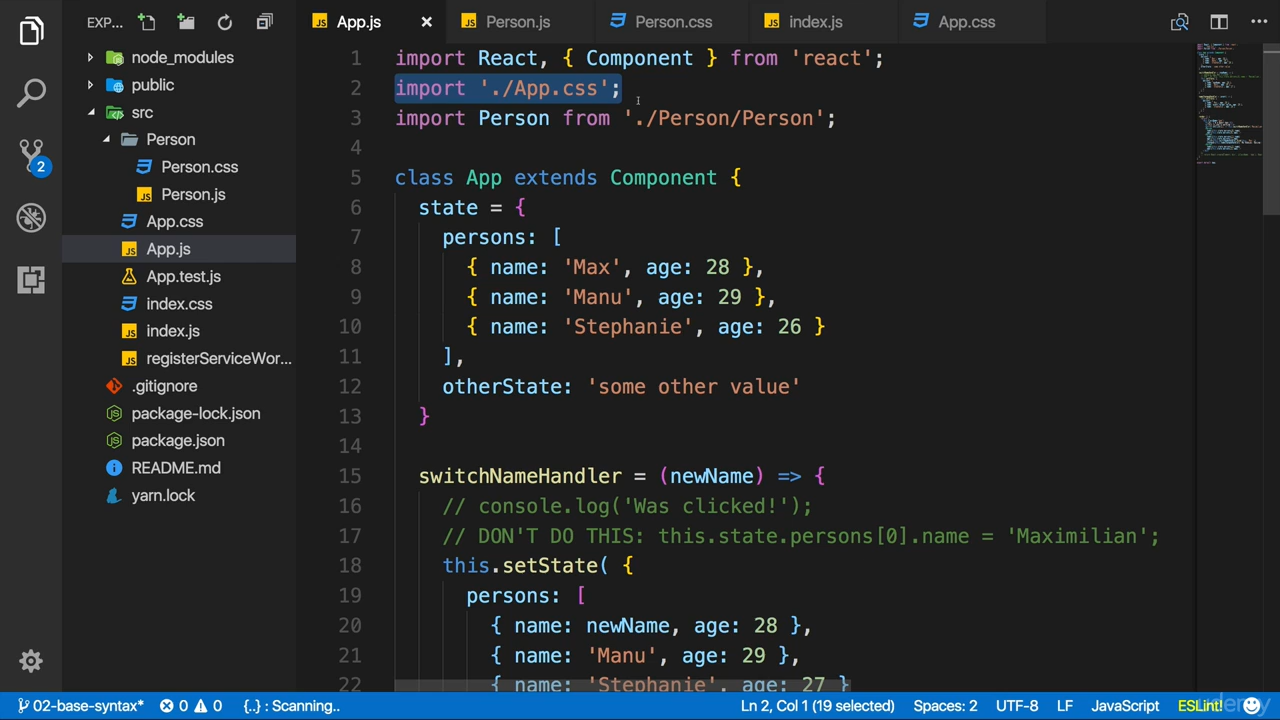 EXP...
App.js
Person.js
Person.css
index.js
App.css
node_modules
public
src
Person
Person.css
Person.js
App.css
App.js
App.test.js
index.css
index.js
registerServiceWor...
.gitignore
package-lock.json
package.json
README.md
yarn.lock
2
1 import React, { Component } from 'react';
2 import './App.css';
3 import Person from './Person/Person';
4
5 class App extends Component {
6 state = {
7 persons: [
8 { name: 'Max', age: 28 },
9 { name: 'Manu', age: 29 },
10 { name: 'Stephanie', age: 26 }
11 ],
12 otherState: 'some other value'
13 }
14
15 switchNameHandler = (newName) => {
16 // console.log('Was clicked!');
17 // DON'T DO THIS: this.state.persons[0].name = 'Maximilian';
18 this.setState( {
19 persons: [
20 { name: newName, age: 28 },
21 { name: 'Manu', age: 29 },
22 { name: 'Stephanie', age: 27 }
02-base-syntax* 0 0 {..} : Scanning.. Ln 2, Col 1 (19 selected) Spaces: 2 UTF-8 LF JavaScript ESLint!
udemy